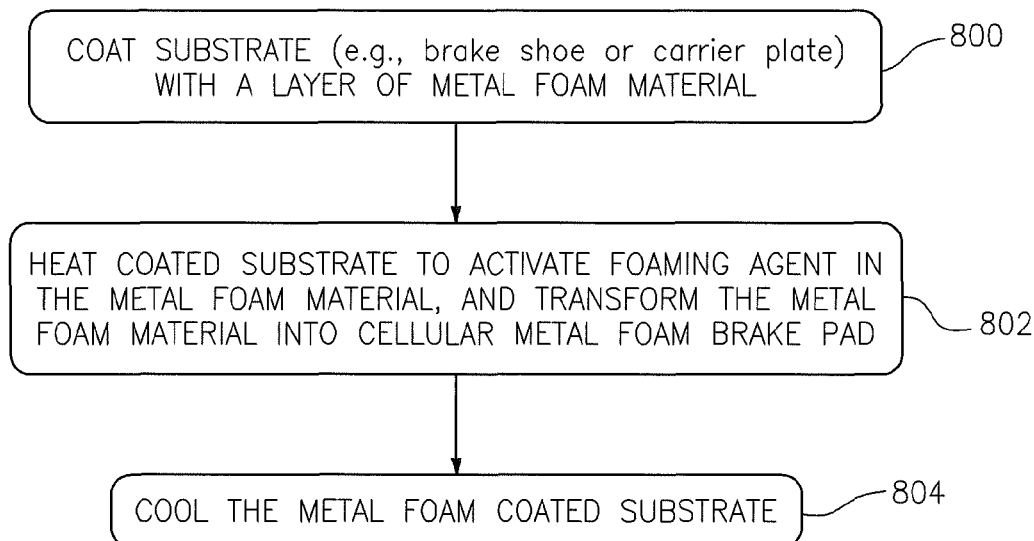 COAT SUBSTRATE (e.g., brake shoe or carrier plate)
WITH A LAYER OF METAL FOAM MATERIAL
800
HEAT COATED SUBSTRATE TO ACTIVATE FOAMING AGENT IN
THE METAL FOAM MATERIAL, AND TRANSFORM THE METAL
FOAM MATERIAL INTO CELLULAR METAL FOAM BRAKE PAD
802
COOL THE METAL FOAM COATED SUBSTRATE
804